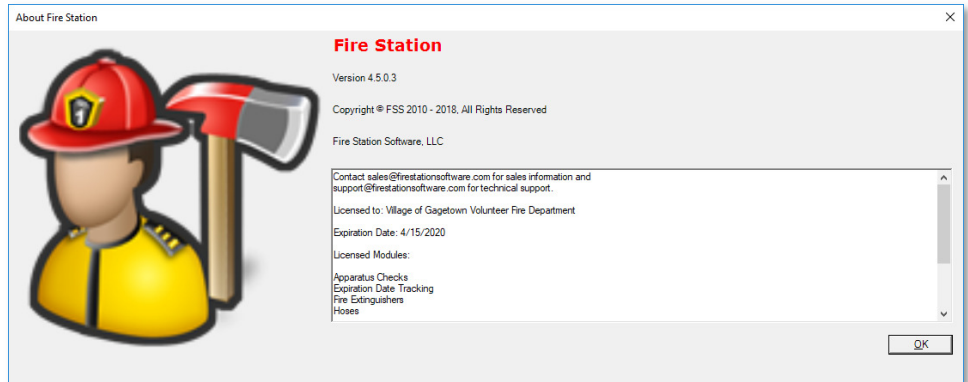 About Fire Station
Fire Station
Version 4.5.0.3
Copyright © FSS 2010 - 2018, All Rights Reserved
Fire Station Software, LLC
Contact sales@firestationsoftware.com for sales information and
support@firestationsoftware.com for technical support.
Licensed to: Village of Gagetown Volunteer Fire Department
Expiration Date: 4/15/2020
Licensed Modules:
Apparatus Checks
Expiration Date Tracking
Fire Extinguishers
Hoses
OK
1